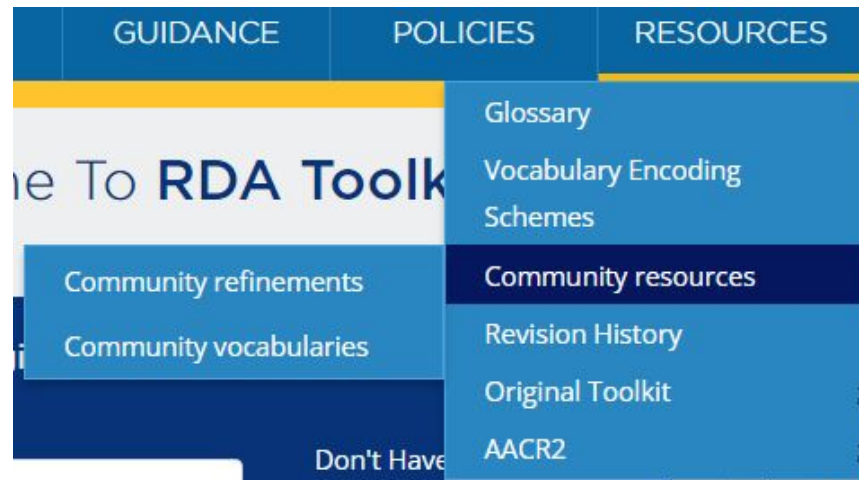 GUIDANCE POLICIES RESOURCES
Glossary
To RDA
Vocabulary Encoding
Schemes
Community refinements
Community resources
Community vocabularies
Revision History
Original Toolkit
Don't Have
AACR2